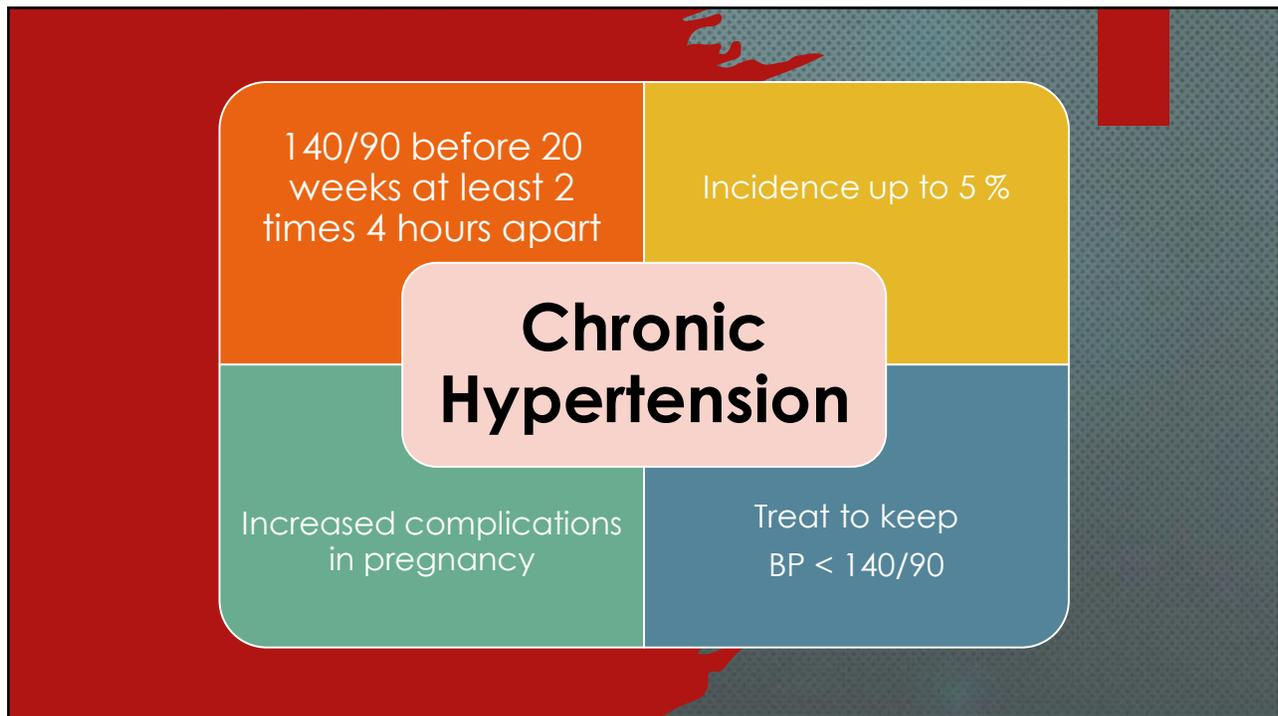 140/90 before 20
weeks at least 2
times 4 hours apart
Incidence up to 5 %
Chronic
Hypertension
Increased complications
in pregnancy
Treat to keep
BP < 140/90